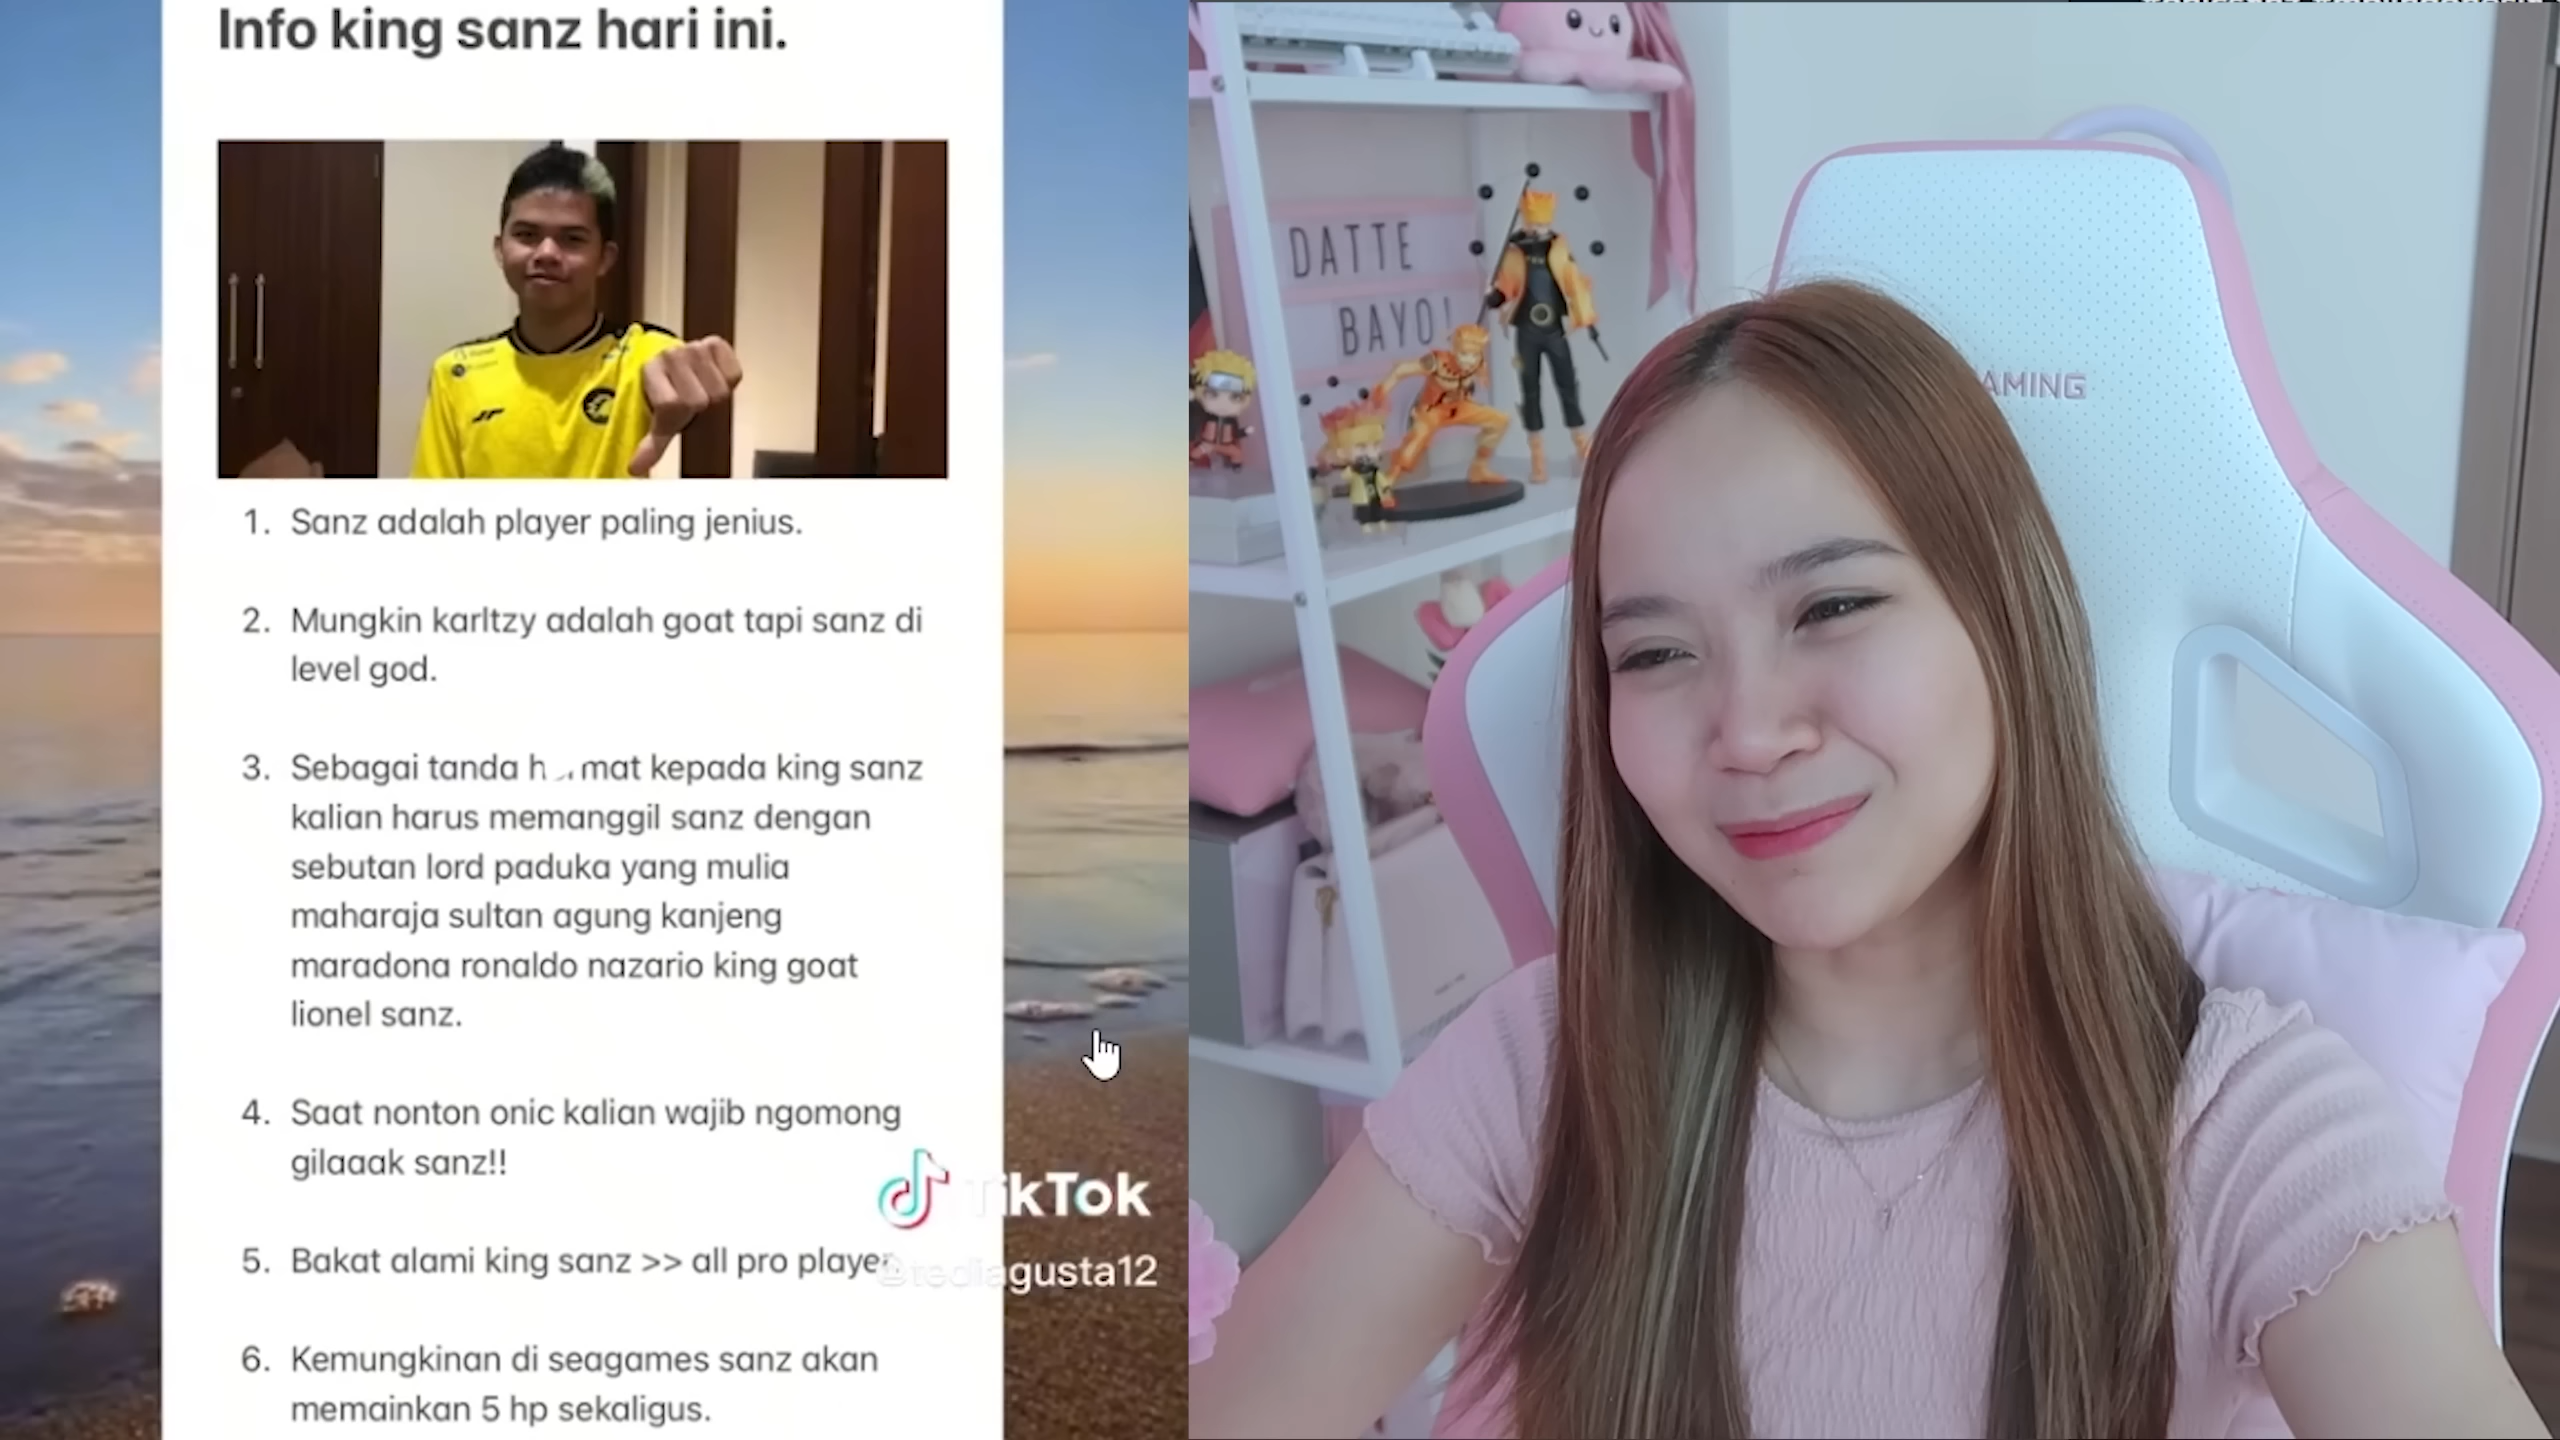 Info king sanz hari ini.
1. Sanz adalah player paling jenius.
2. Mungkin karltzy adalah goat tapi sanz di
level god.
3. Sebagai tanda kepada king sanz
kalian harus memanggil sanz dengan
sebutan lord paduka yang mulia
maharaja sultan agung kanjeng
maradona ronaldo nazario king goat
lionel sanz.
4. Saat nonton onic kalian wajib ngomong
gilaaak sanz!!
5. Bakat alami king sanz >> all pro player.
6. Kemungkinan di seagames sanz akan
memainkan 5 hp sekaligus.
TikTok
@tediagusta12
DATTE
BAYO!
AMING